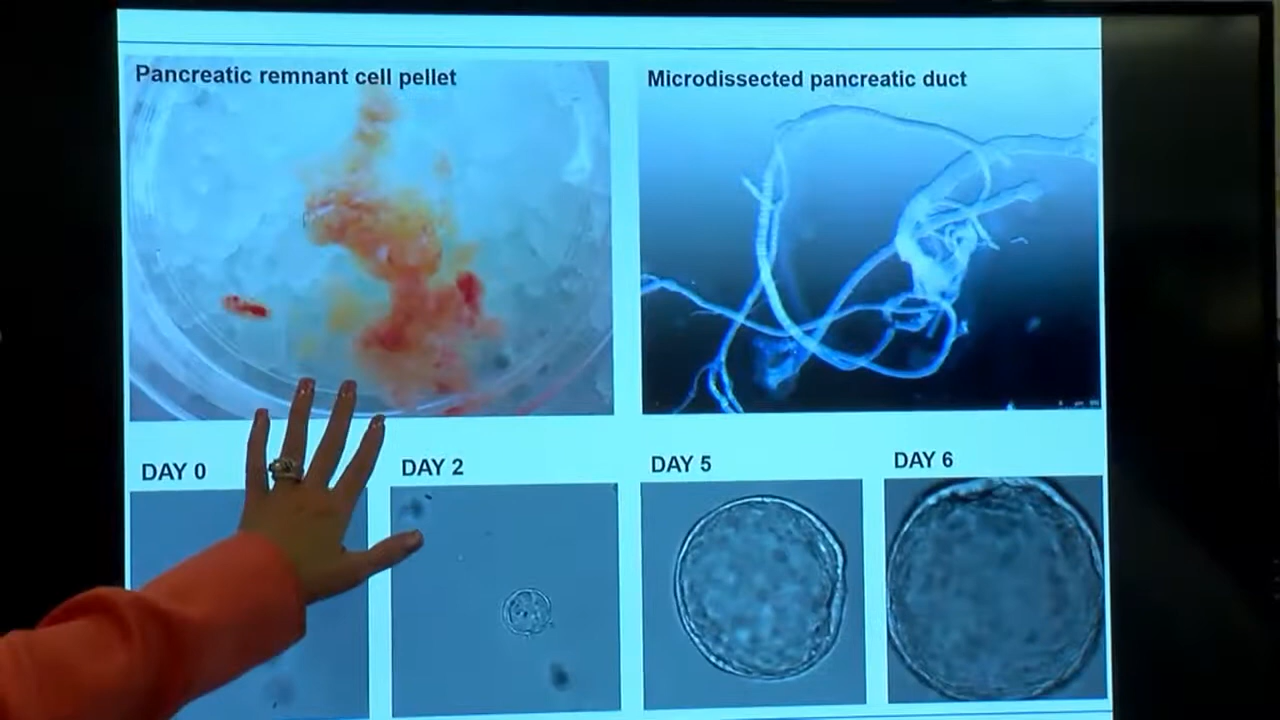 Pancreatic remnant cell pellet
Microdissected pancreatic duct
DAY 0
DAY 2
DAY 5
DAY 6